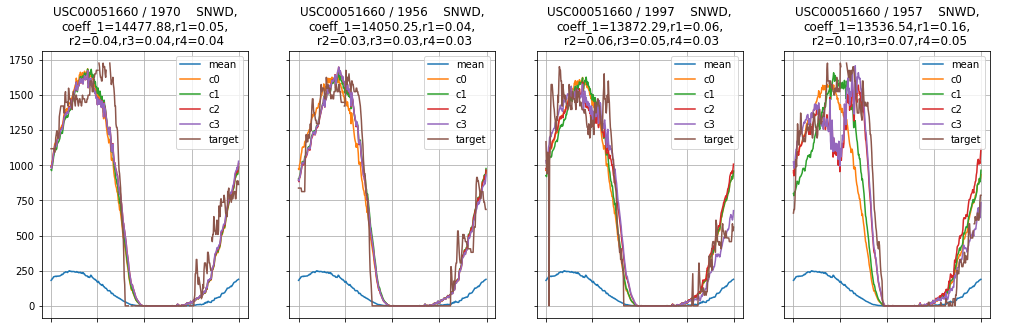 USC00051660 / 1970    SNWD,
coeff_1=14477.88,r1=0.05,
r2=0.04,r3=0.04,r4=0.04
USC00051660 / 1956    SNWD,
coeff_1=14050.25,r1=0.04,
r2=0.03,r3=0.03,r4=0.03
USC00051660 / 1997    SNWD,
coeff_1=13872.29,r1=0.06,
r2=0.06,r3=0.05,r4=0.03
USC00051660 / 1957    SNWD,
coeff_1=13536.54,r1=0.16,
r2=0.10,r3=0.07,r4=0.05
1750
1500
1250
1000
750
500
250
0
mean
c0
c1
c2
c3
target
mean
c0
c1
c2
c3
target
mean
c0
c1
c2
c3
target
mean
c0
c1
c2
c3
target